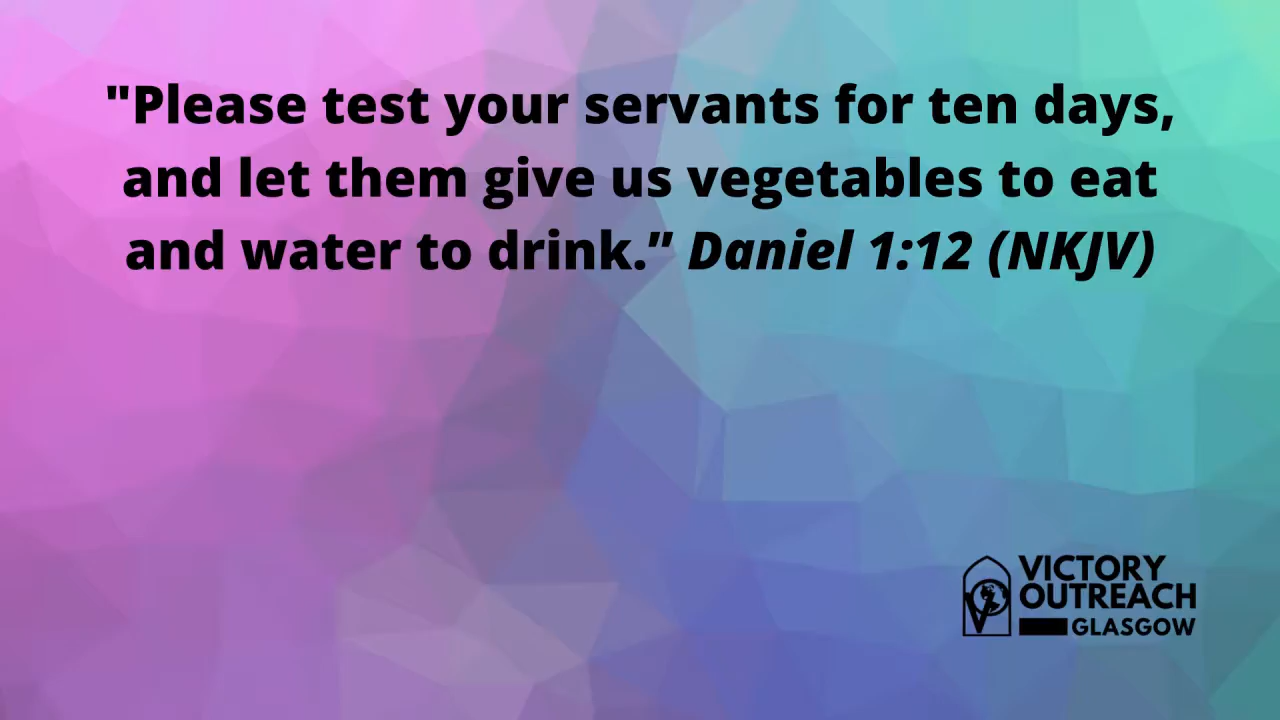 "Please test your servants for ten days,
and let them give us vegetables to eat
and water to drink.” Daniel 1:12 (NKJV)
VICTORY
OUTREACH
GLASGOW